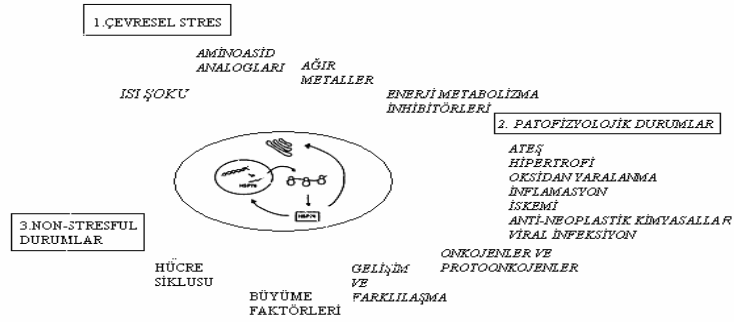 1.ÇEVRESEL STRES
AMİNOASİD
ANALOGLARI
AĞIR
METALLER
ISI ŞOKU
ENERJİ METABOLİZMA
İNHİBİTÖRLERİ
2. PATOFİZYOLOJİK DURUMLAR
ATEŞ
HİPERTROFİ
OKSİDAN YARALANMA
İNFLAMASYON
İSKEMİ
ANTİ-NEOPLASTİK KİMYASALLAR
VİRAL İNFEKSİYON
HSP70
HSP70
3.NON-STRESFUL
DURUMLAR
ONKOJENLER VE
PROTOONKOJENLER
HÜCRE
SİKLUSU
GELİŞİM
VE
FARKLILAŞMA
BÜYÜME
FAKTÖRLERİ